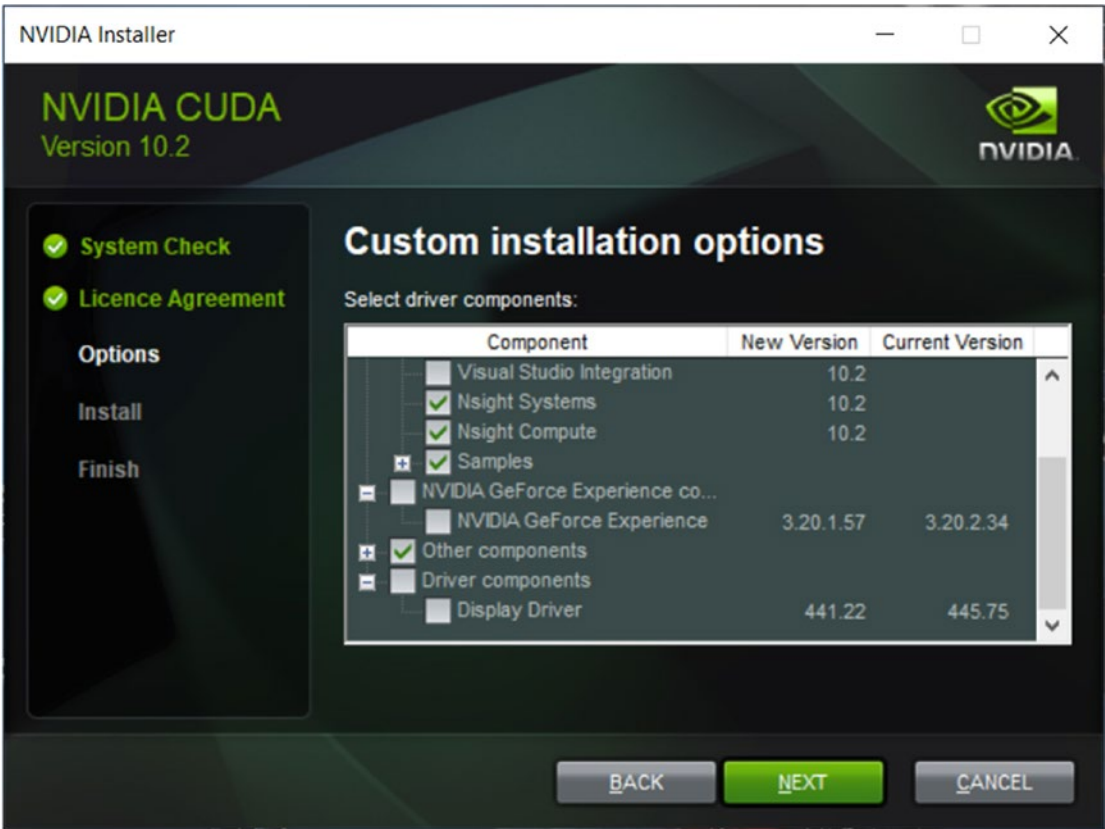 NVIDIA Installer
NVIDIA CUDA
Version 10.2
NVIDIA.
System Check
Licence Agreement
Options
Install
Finish
Custom installation options
Select driver components:
Component New Version Current Version
Visual Studio Integration 10.2
Nsight Systems 10.2
Nsight Compute 10.2
Samples
NVIDIA GeForce Experience co...
NVIDIA GeForce Experience 3.20.1.57 3.20.2.34
Other components
Driver components
Display Driver 441.22 445.75
BACK NEXT CANCEL